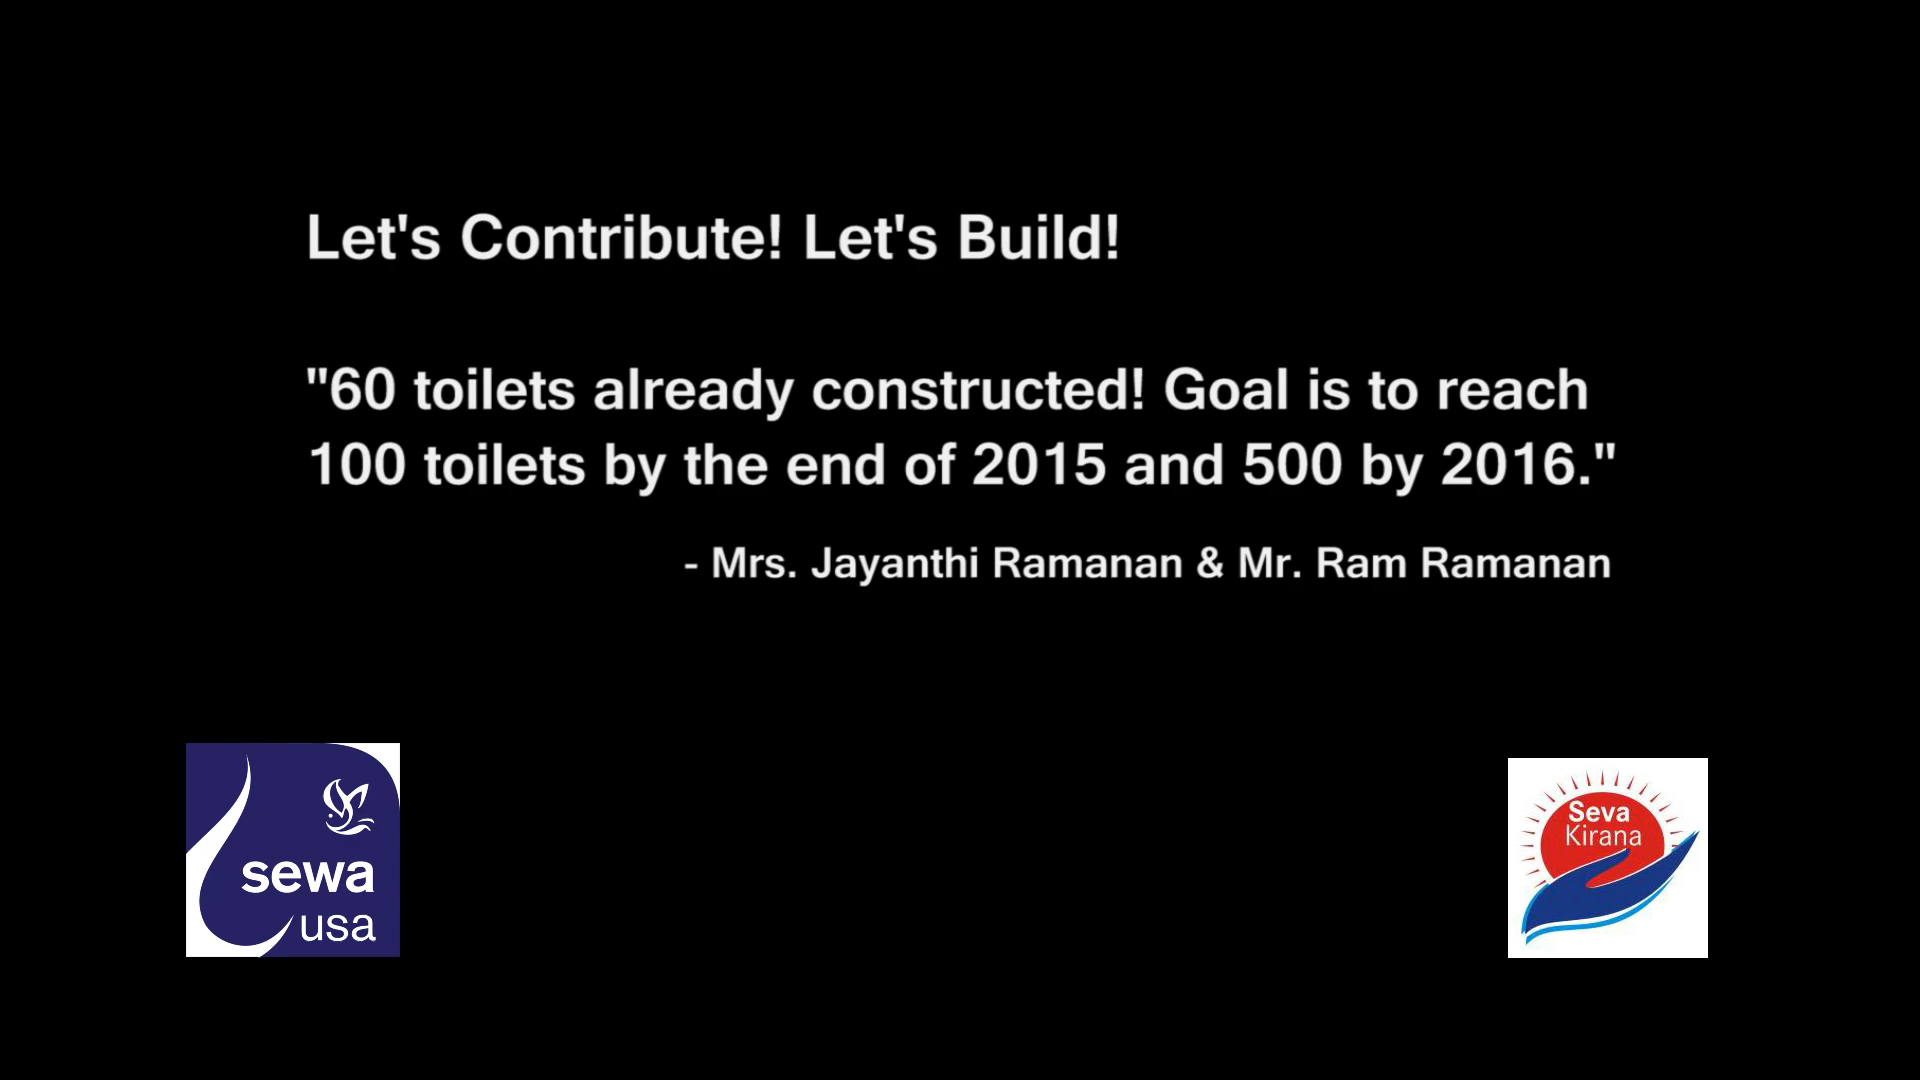 Let's Contribute! Let's Build!
"60 toilets already constructed! Goal is to reach
100 toilets by the end of 2015 and 500 by 2016."
- Mrs. Jayanthi Ramanan & Mr. Ram Ramanan
sewa
usa
Seva
Kirana